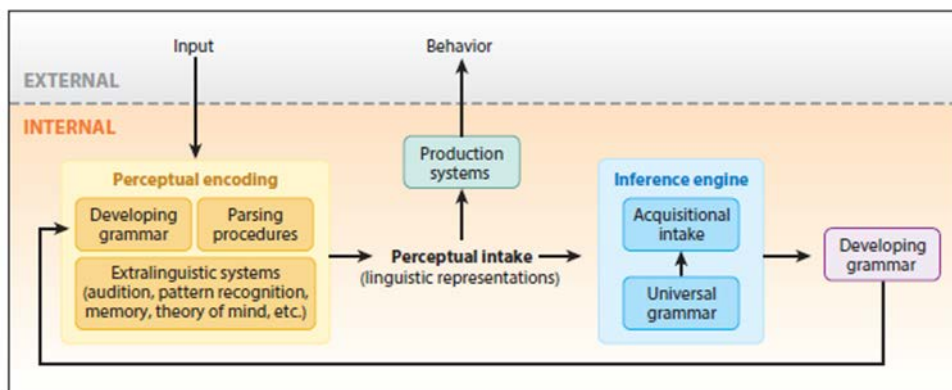 Input
Behavior
EXTERNAL
INTERNAL
Perceptual encoding
Developing
grammar
Parsing
procedures
Extralinguistic systems
(audition, pattern recognition,
memory, theory of mind, etc.)
Production
systems
Perceptual intake
(linguistic representations)
Inference engine
Acquisitional
intake
Universal
grammar
Developing
grammar